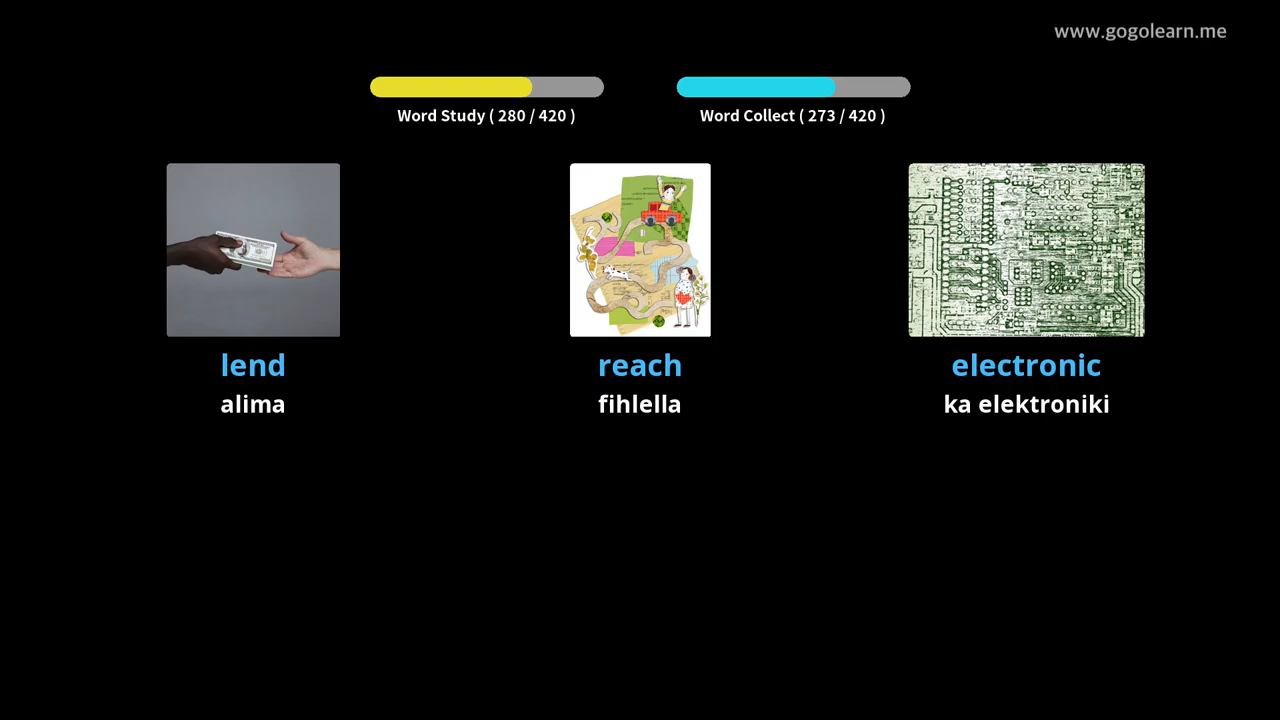 www.gogolearn.me
Word Study ( 280 / 420 )
Word Collect ( 273 / 420 )
lend
alima
reach
fihlella
electronic
ka elektroniki